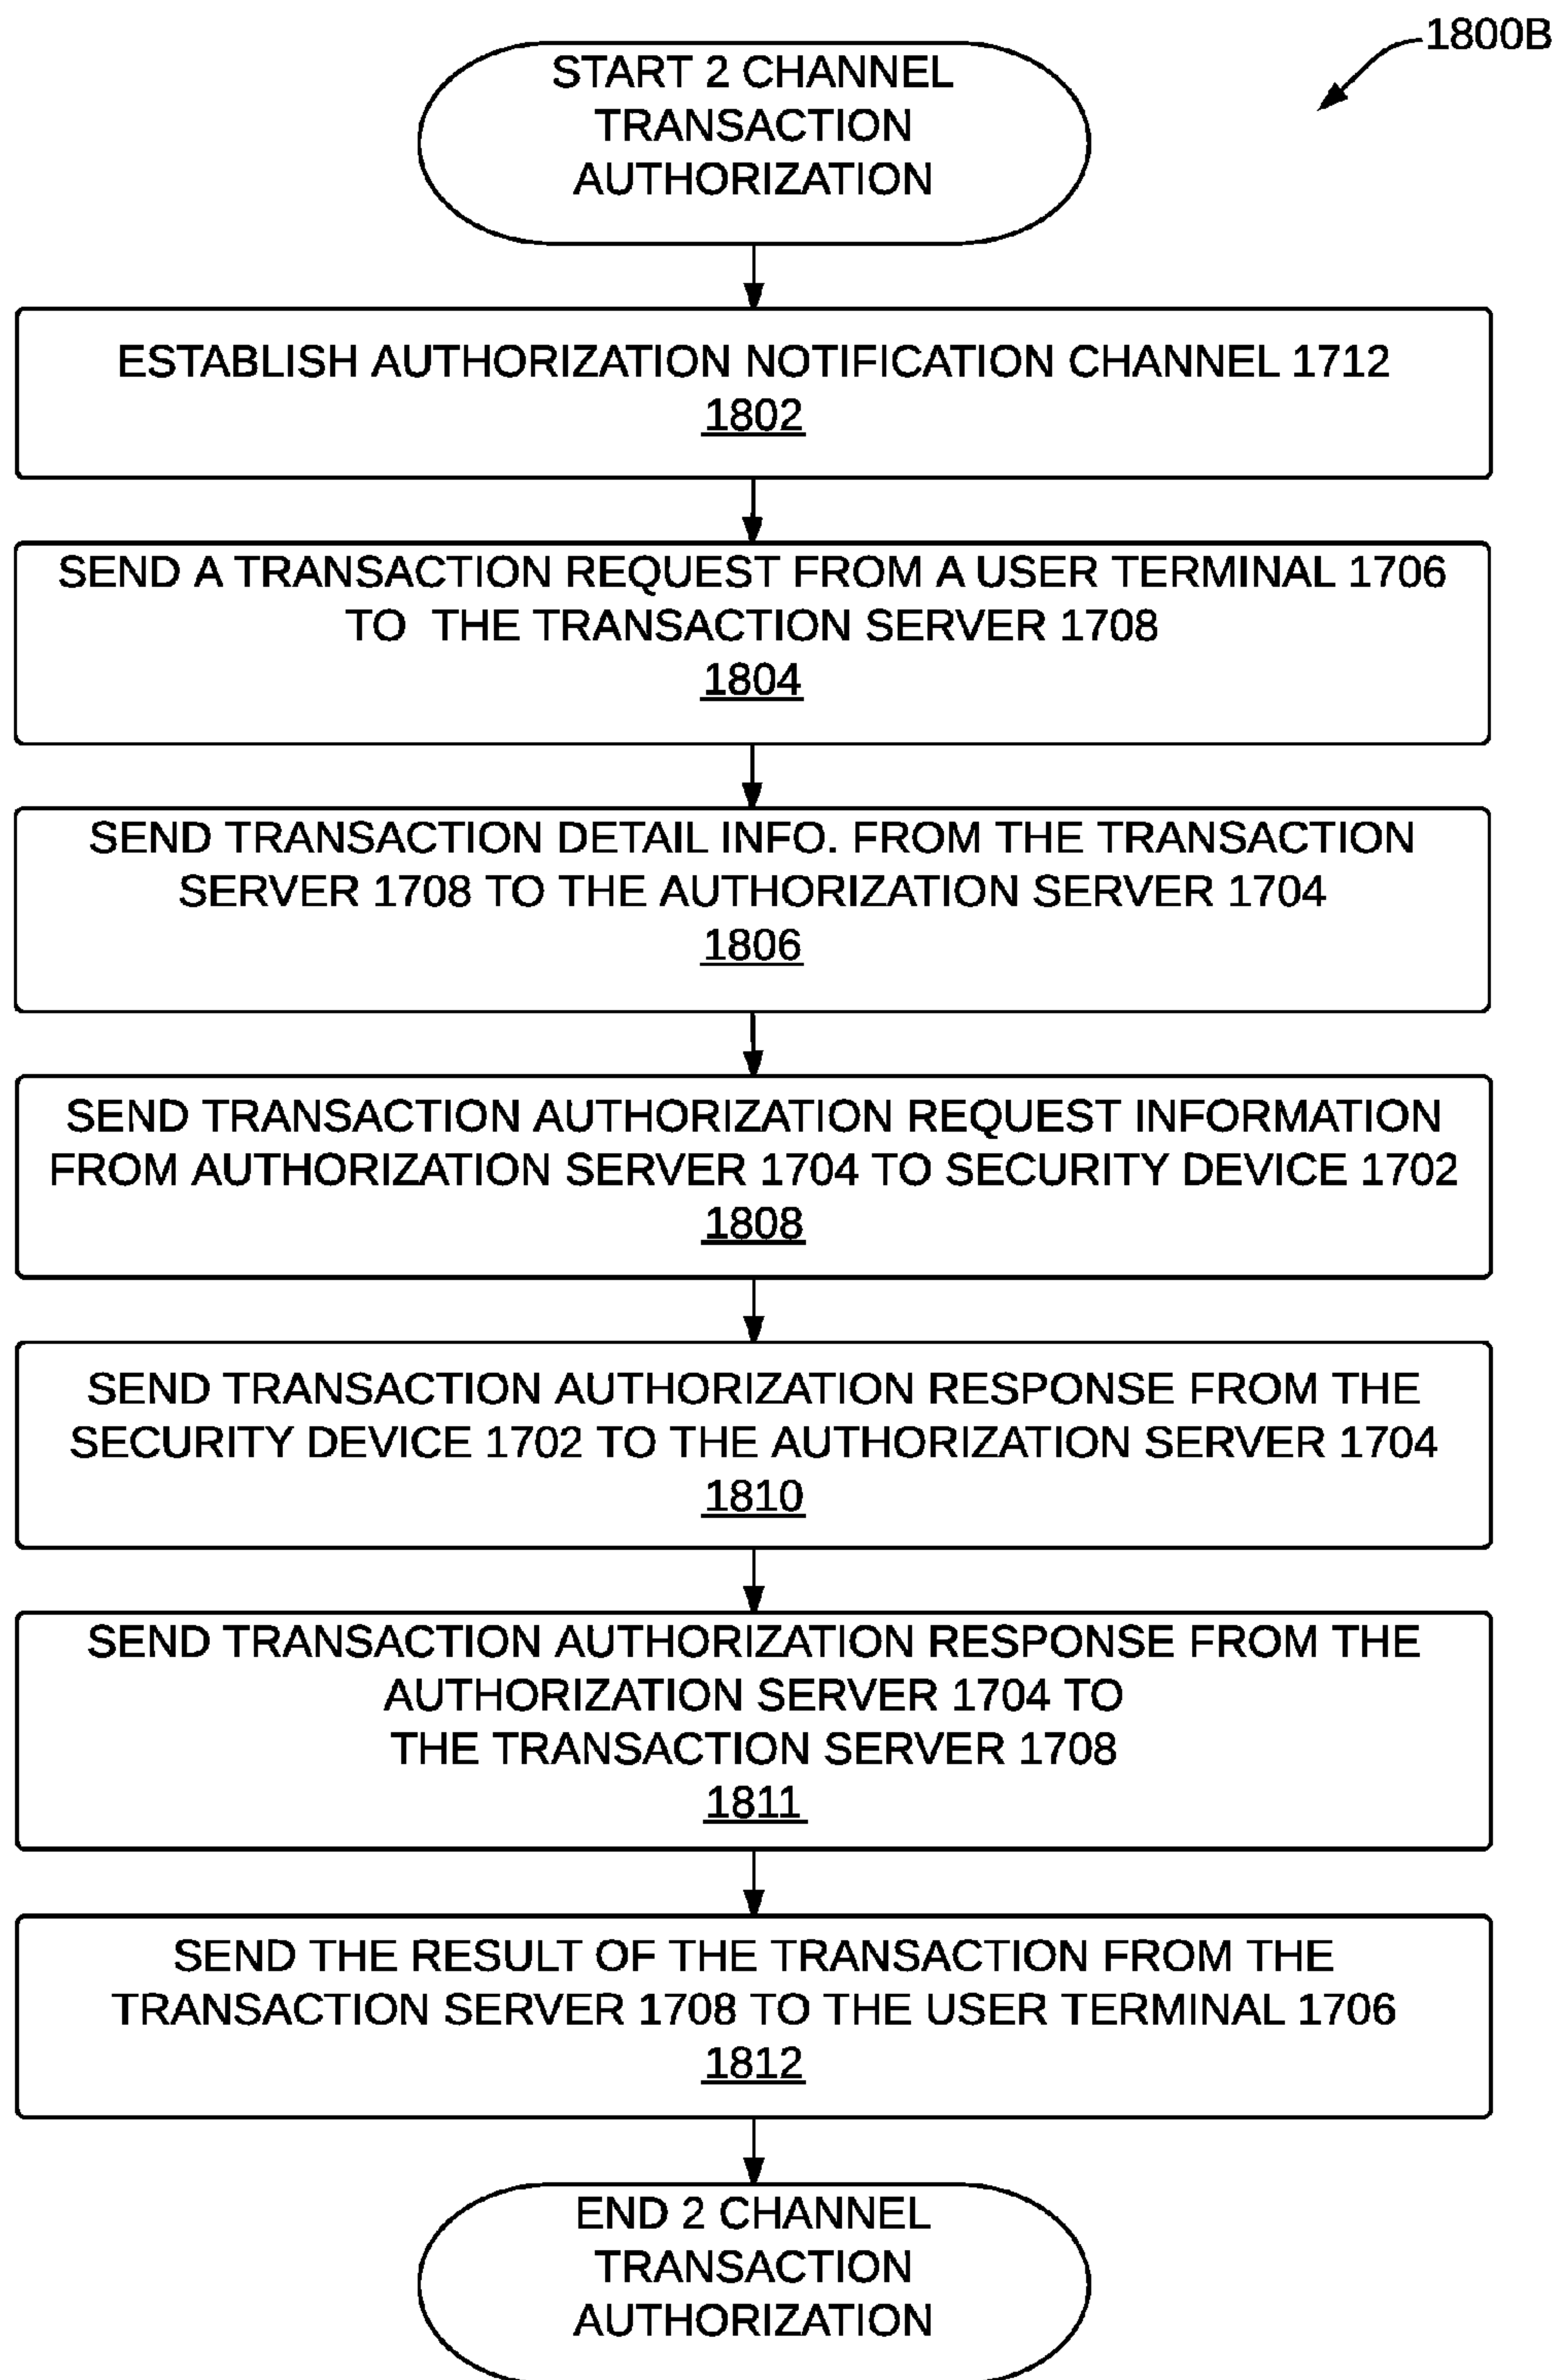 1800B
START 2 CHANNEL
TRANSACTION
AUTHORIZATION
ESTABLISH AUTHORIZATION NOTIFICATION CHANNEL 1712
1802
SEND A TRANSACTION REQUEST FROM A USER TERMINAL 1706
TO THE TRANSACTION SERVER 1708
1804
SEND TRANSACTION DETAIL INFO. FROM THE TRANSACTION
SERVER 1708 TO THE AUTHORIZATION SERVER 1704
1806
SEND TRANSACTION AUTHORIZATION REQUEST INFORMATION
FROM AUTHORIZATION SERVER 1704 TO SECURITY DEVICE 1702
1808
SEND TRANSACTION AUTHORIZATION RESPONSE FROM THE
SECURITY DEVICE 1702 TO THE AUTHORIZATION SERVER 1704
1810
SEND TRANSACTION AUTHORIZATION RESPONSE FROM THE
AUTHORIZATION SERVER 1704 TO
THE TRANSACTION SERVER 1708
1811
SEND THE RESULT OF THE TRANSACTION FROM THE
TRANSACTION SERVER 1708 TO THE USER TERMINAL 1706
1812
END 2 CHANNEL
TRANSACTION
AUTHORIZATION